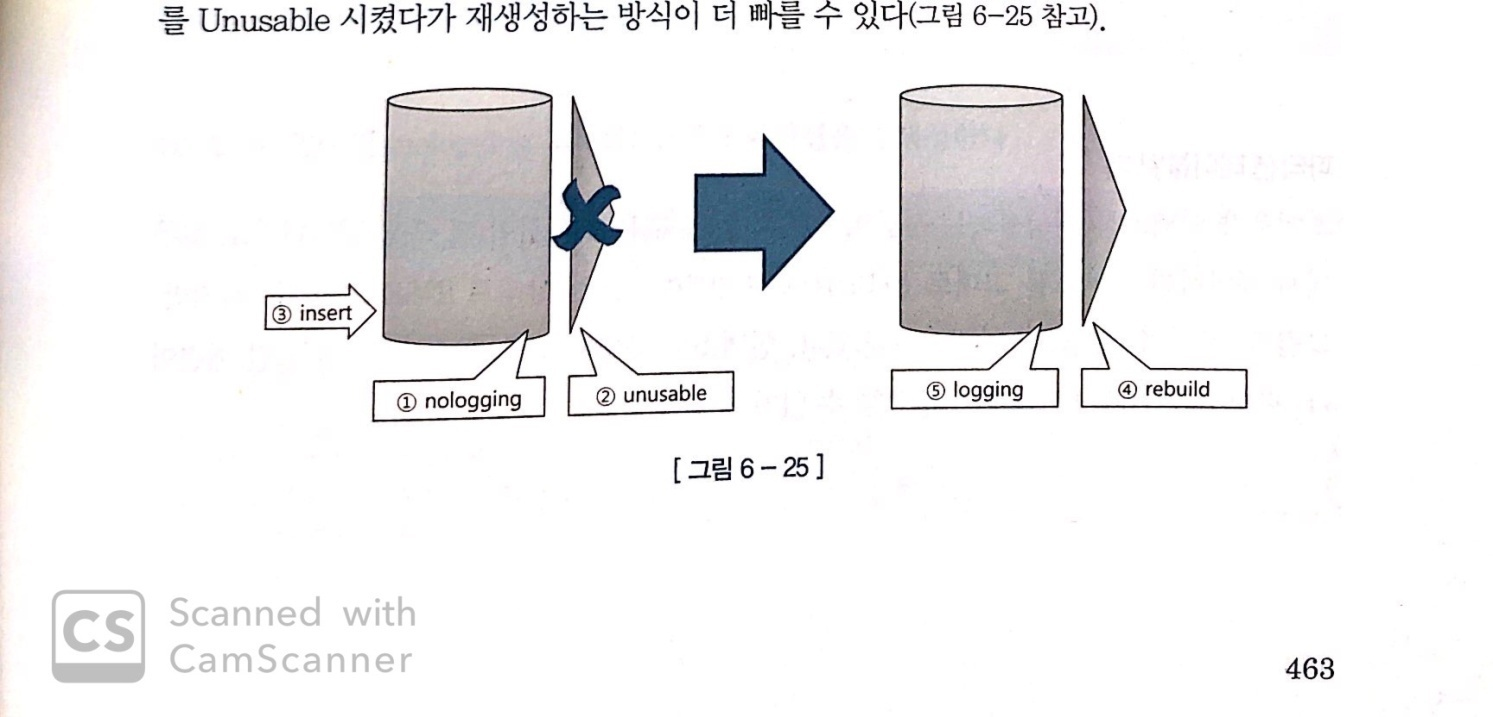 를 Unusable 시켰다가 재생성하는 방식이 더 빠를 수 있다(그림 6-25 참고).
③ insert
① nologging
② unusable
⑤ logging
④ rebuild
[ 그림 6 - 25 ]
CS
Scanned with
CamScanner
463